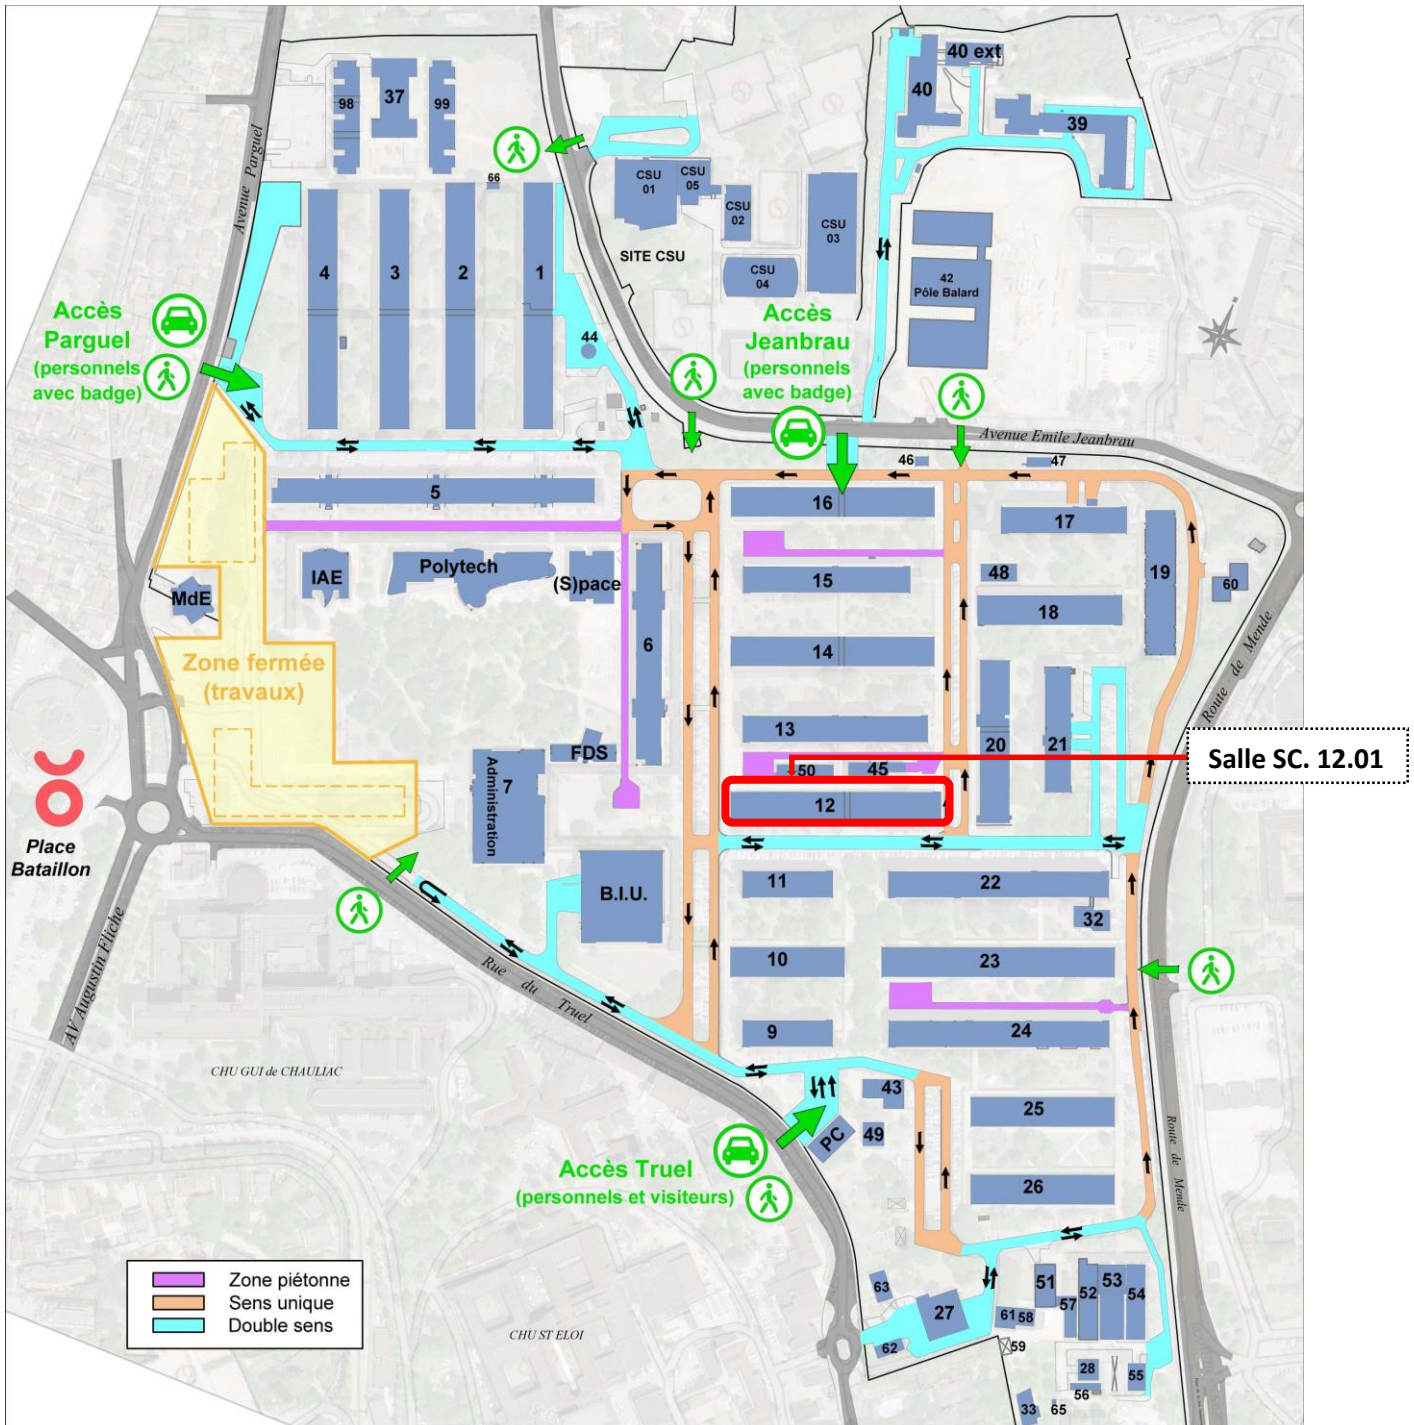 40 ext
40
37
98
99
39
Avenue Parguel
66
CSU
01
CSU
05
CSU
02
CSU
03
SITE CSU
CSU
04
4
3
2
1
42
Pôle Balard
Accès
Parguel
(personnels
avec badge)
44
Accès
Jeanbrau
(personnels
avec badge)
Avenue Emile Jeanbrau
46
47
5
16
17
IAE
Polytech
(S)pace
MdE
15
48
19
60
18
6
14
Zone fermée
(travaux)
Route de Mende
13
20
21
FDS
7
Administration
50
45
Salle SC. 12.01
12
Place
Bataillon
11
22
B.I.U.
32
AV Augustin Fliche
10
23
Rue du Truel
9
24
CHU GUI de CHAULIAC
43
25
PC
49
Route de Mende
Accès Truel
(personnels et visiteurs)
26
Zone piétonne
Sens unique
Double sens
CHU ST ELOI
63
27
51
52
53
54
57
61
58
62
59
28
55
56
33
65